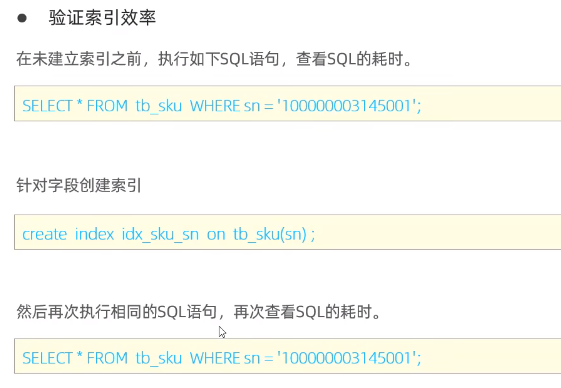 ● 验证索引效率
在未建立索引之前，执行如下SQL语句，查看SQL的耗时。
SELECT * FROM tb_sku WHERE sn = '100000003145001';
针对字段创建索引
create index idx_sku_sn on tb_sku(sn) ;
然后再次执行相同的SQL语句，再次查看SQL的耗时。
SELECT * FROM tb_sku WHERE sn = '100000003145001';